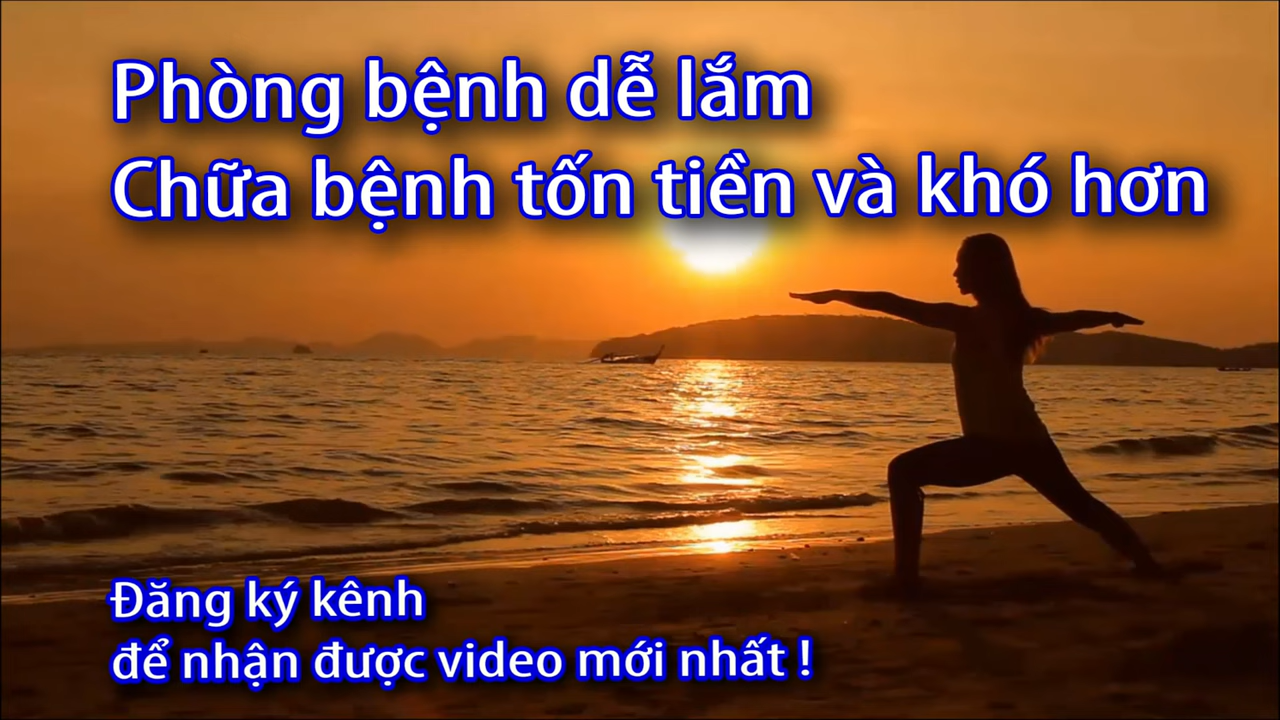 Phòng bệnh dễ lắm
Chữa bệnh tốn tiền và khó hơn
Đăng ký kênh
để nhận được video mới nhất !